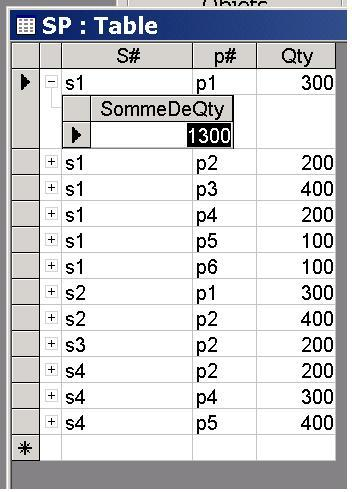 Objets
SP : Table
S# p# Qty
s1 p1 300
SommeDeQty
1300
s1 p2 200
s1 p3 400
s1 p4 200
s1 p5 100
s1 p6 100
s2 p1 300
s2 p2 400
s3 p2 200
s4 p2 200
s4 p4 300
s4 p5 400